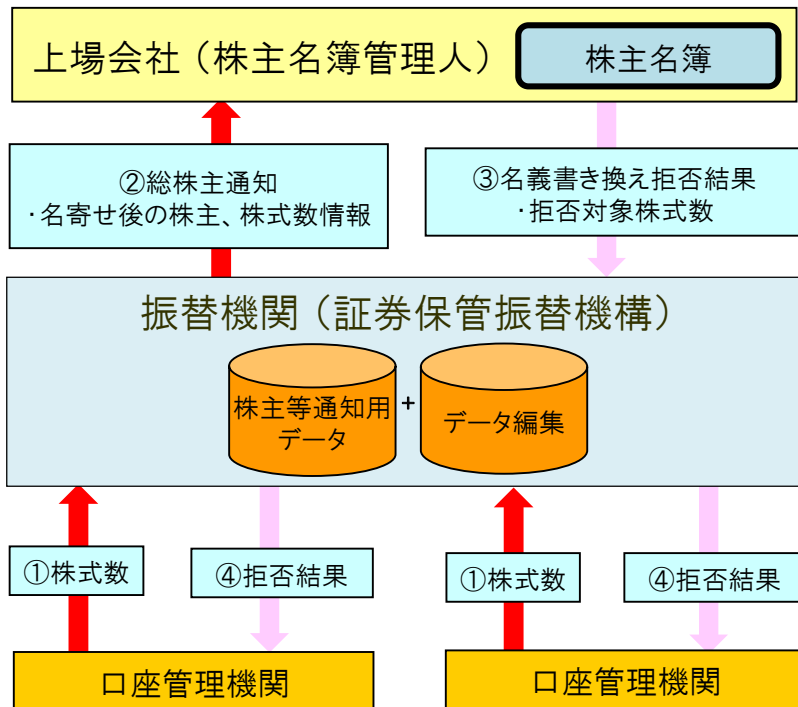 上場会社（株主名簿管理人）
株主名簿
②総株主通知
・名寄せ後の株主、株式数情報
③名義書き換え拒否結果
・拒否対象株式数
振替機関（証券保管振替機構）
株主等通知用
データ
+
データ編集
①株式数
④拒否結果
①株式数
④拒否結果
口座管理機関
口座管理機関